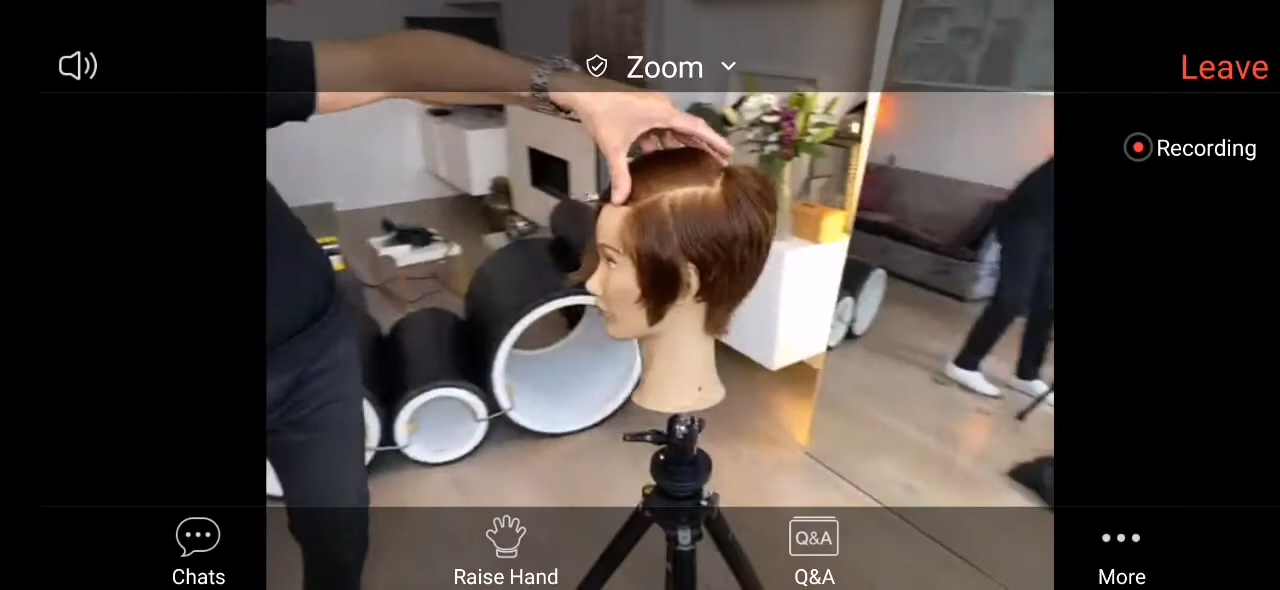 Zoom
Leave
Recording
Chats
Raise Hand
Q&A
Q&A
More